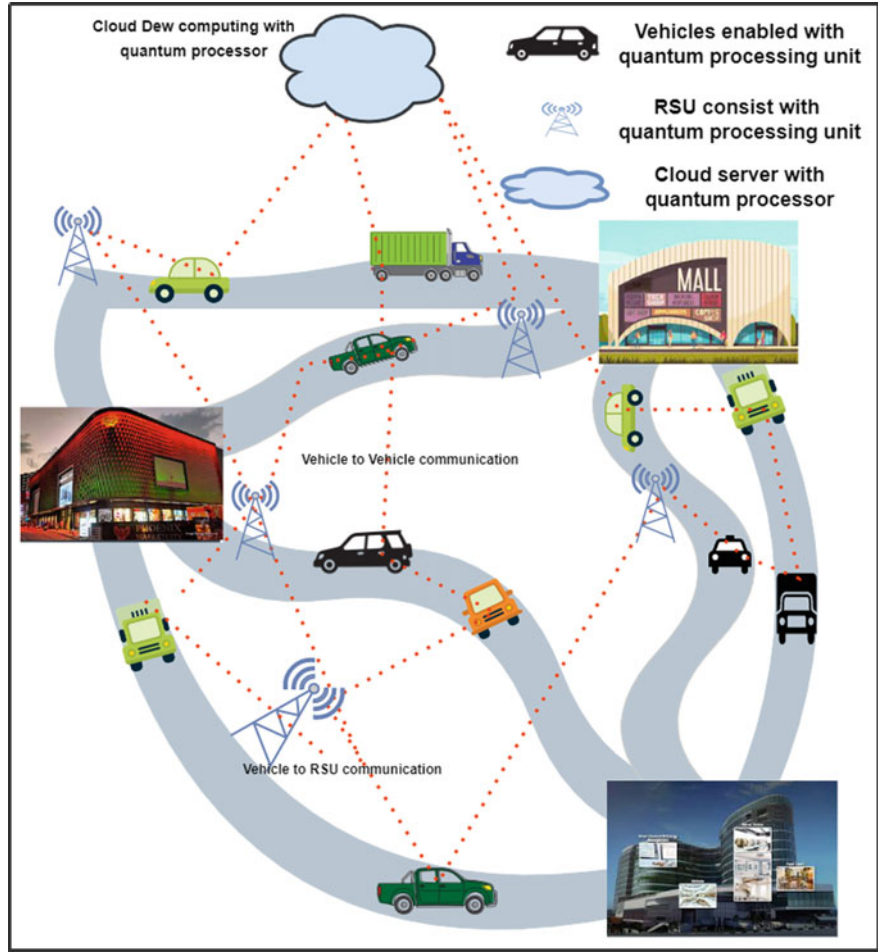 Cloud Dew computing with
quantum processor
Vehicles enabled with
quantum processing unit
RSU consist with
quantum processing unit
Cloud server with
quantum processor
MALL
Vehicle to Vehicle communication
PHOENIX
Vehicle to RSU communication